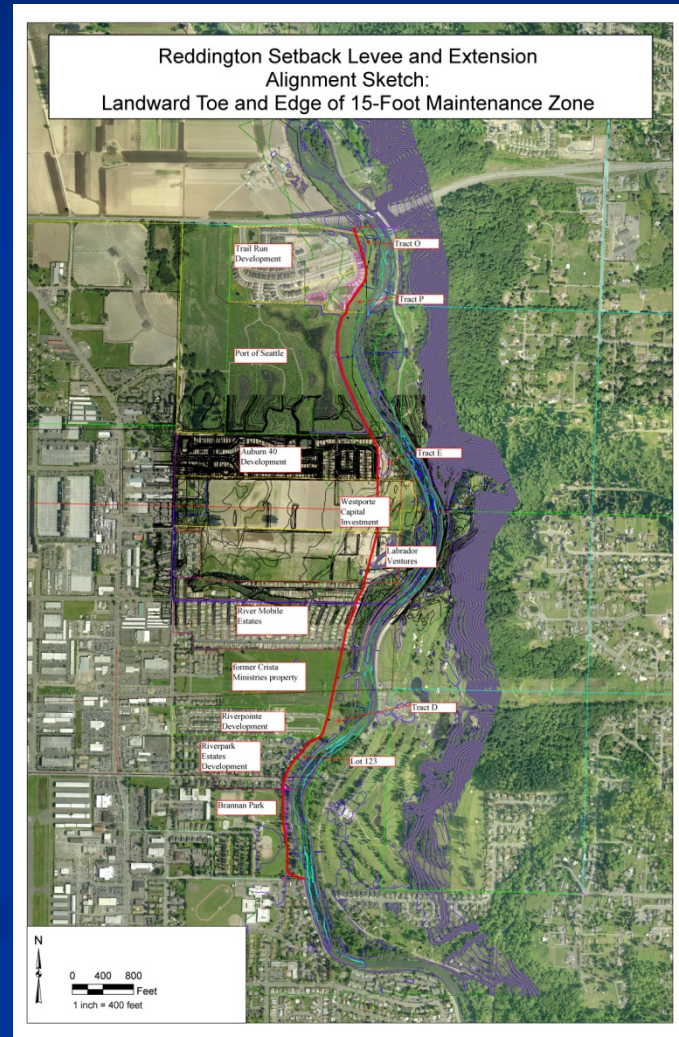 Reddington Setback Levee and Extension
Alignment Sketch:
Landward Toe and Edge of 15-Foot Maintenance Zone
Trail Run
Development
Tract O
Tract P
Port of Seattle
Auburn 40
Development
Tract E
Westporte
Capital
Investment
Labrador
Ventures
River Mobile
Estates
former Crista
Ministries property
Tract D
Riverpointe
Development
Riverpark
Estates
Development
Lot 123
Brannan Park
N
0 400 800
Feet
1 inch = 400 feet